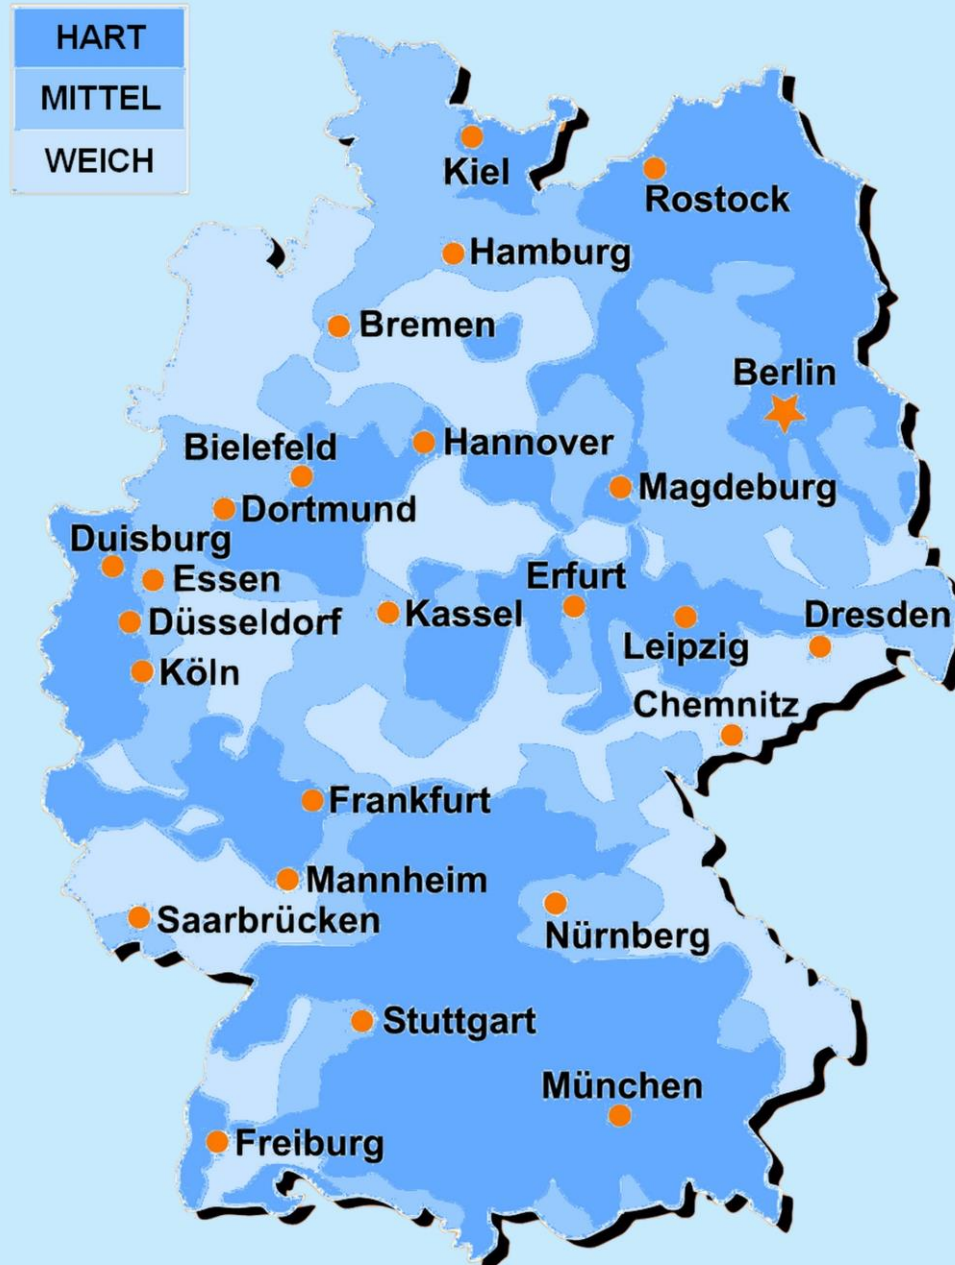 HART
MITTEL
WEICH
Kiel
Rostock
Hamburg
Bremen
Berlin
Hannover
Bielefeld
Magdeburg
Dortmund
Duisburg
Essen
Erfurt
Kassel
Dresden
Düsseldorf
Leipzig
Köln
Chemnitz
Frankfurt
Mannheim
Saarbrücken
Nürnberg
Stuttgart
München
Freiburg